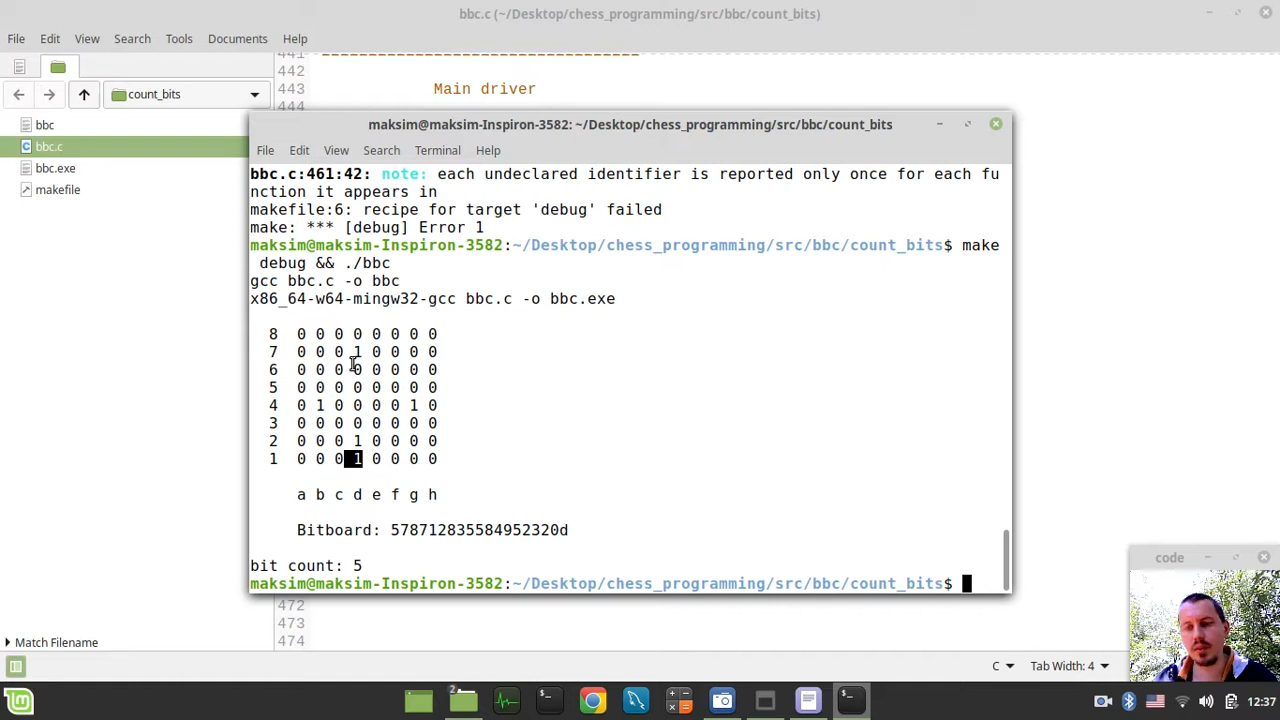 bbc.c (~/Desktop/chess_programming/src/bbc/count_bits)
File Edit View Search Tools Documents Help
count_bits
bbc
bbc.c
bbc.exe
makefile
Match Filename
441 ================================
442
443 Main driver
444 ================================
maksim@maksim-Inspiron-3582: ~/Desktop/chess_programming/src/bbc/count_bits
File Edit View Search Terminal Help
bbc.c:461:42: note: each undeclared identifier is reported only once for each fu
nction it appears in
makefile:6: recipe for target 'debug' failed
make: *** [debug] Error 1
maksim@maksim-Inspiron-3582:~/Desktop/chess_programming/src/bbc/count_bits$ make
debug && ./bbc
gcc bbc.c -o bbc
x86_64-w64-mingw32-gcc bbc.c -o bbc.exe
8 0 0 0 0 0 0 0 0
7 0 0 0 1 0 0 0 0
6 0 0 0 0 0 0 0 0
5 0 0 0 0 0 0 0 0
4 0 1 0 0 0 0 1 0
3 0 0 0 0 0 0 0 0
2 0 0 0 1 0 0 0 0
1 0 0 0 1 0 0 0 0
a b c d e f g h
Bitboard: 578712835584952320d
bit count: 5
maksim@maksim-Inspiron-3582:~/Desktop/chess_programming/src/bbc/count_bits$
472
473
474
code
C Tab Width: 4
2
12:37